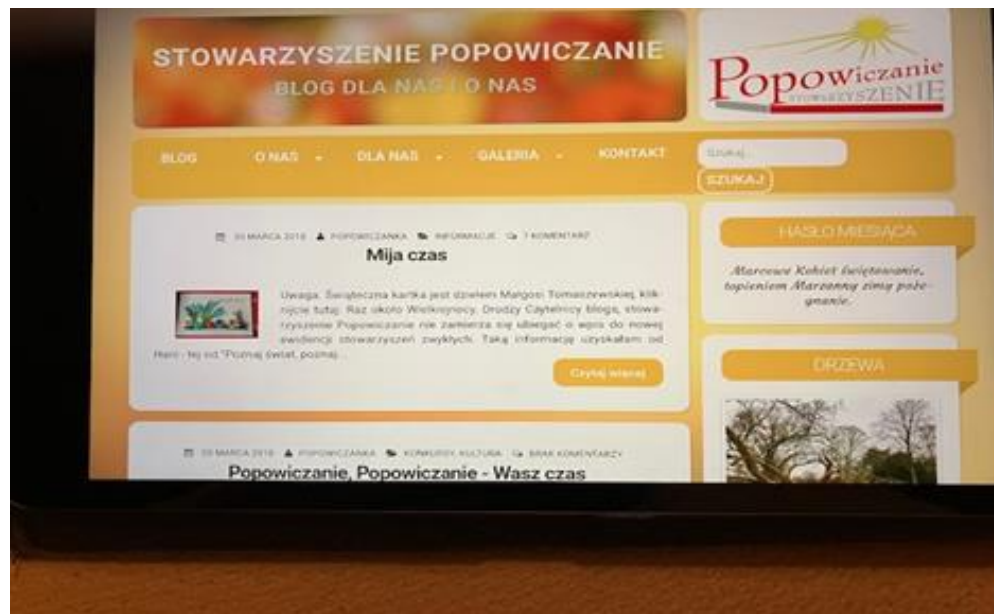 STOWARZYSZENIE POPOWICZANIE
BLOG DLA NAS I O NAS
Popowiczanie
STOWARZYSZENIE
BLOG
O NAS
DLA NAS
GALERIA
KONTAKT
Szukaj...
SZUKAJ
MARCA 2018 POPOWICZANKA INFORMACJE 1 KOMENTARZ
Mija czas
Uwaga. Świąteczna kartka jest dziełem Małgosi Tomaszewskiej, klik-
nijcie tutaj: Raz około Wielkiejnocy. Drodzy Czytelnicy bloga, stowa-
rzyszenie Popowiczanie nie zamierza się ubiegać o wpis do nowej
ewidencji stowarzyszeń zwykłych. Taką informację uzyskałam od
Hani - tej od "Poznaj świat, poznaj...
Czytaj więcej
HASŁO MIESIĄCA
Marcowe Kobiet świętowanie,
topieniem Marzanny zimy poże-
gnanie.
DRZEWA
MARCA 2018 POPOWICZANKA KONKURSY, KULTURA BRAK KOMENTARZY
Popowiczanie, Popowiczanie - Wasz czas